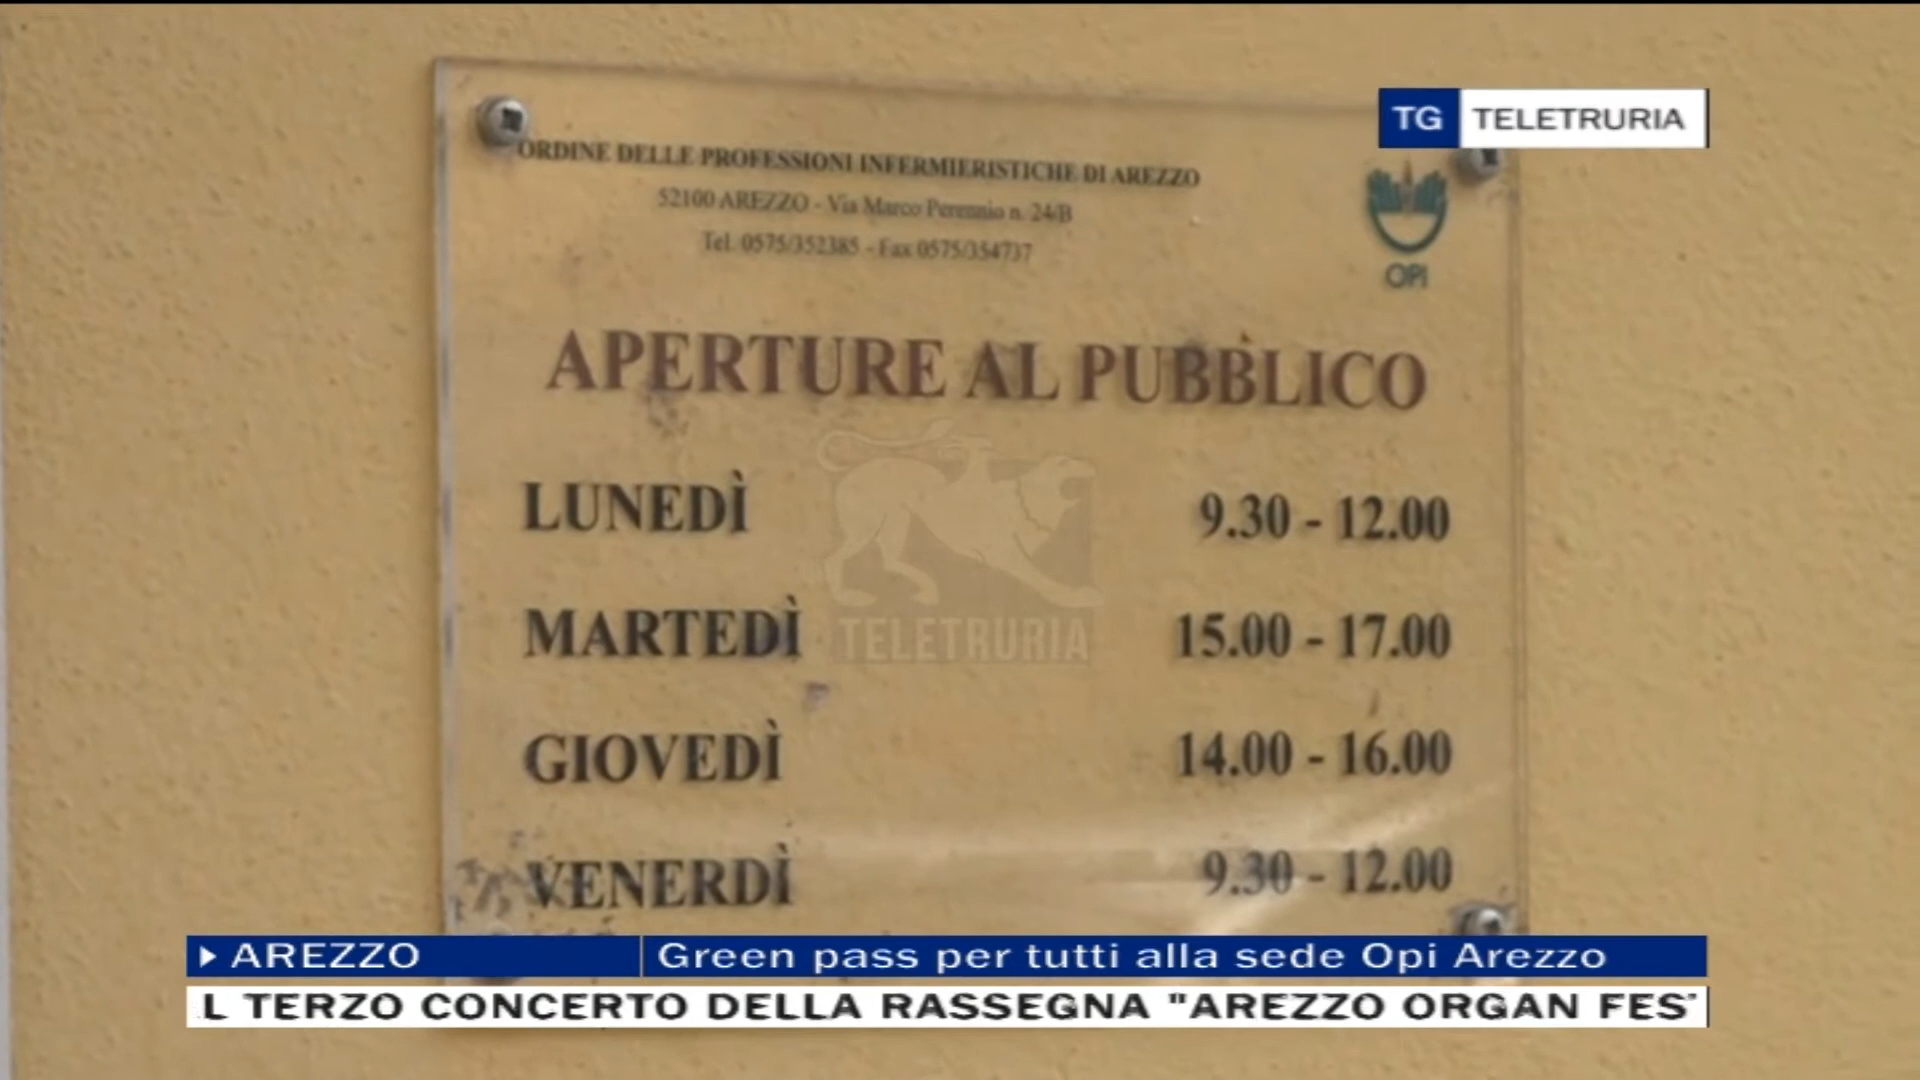 TG TELETRURIA
ORDINE DELLE PROFESSIONI INFERMIERISTICHE DI AREZZO
52100 AREZZO - Via Marco Perennio n. 24/B
Tel. 0575/352385 - Fax 0575/354737
OPI
APERTURE AL PUBBLICO
LUNEDÌ 9.30 - 12.00
MARTEDÌ 15.00 - 17.00
TELETRURIA
GIOVEDÌ 14.00 - 16.00
VENERDÌ 9.30 - 12.00
AREZZO Green pass per tutti alla sede Opi Arezzo
L TERZO CONCERTO DELLA RASSEGNA "AREZZO ORGAN FES